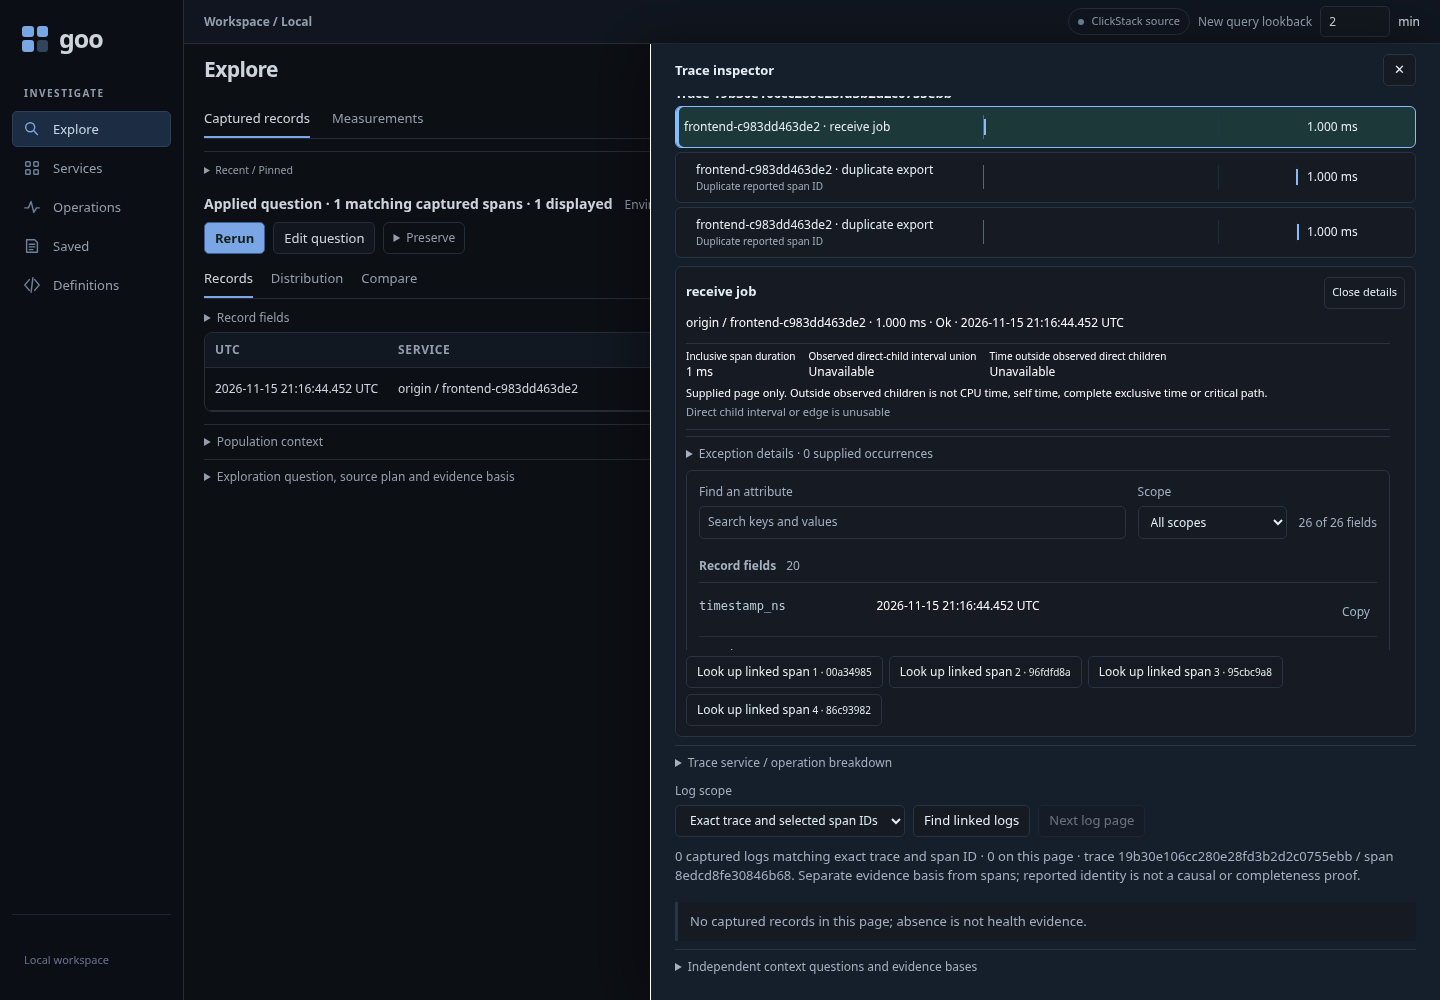 goo
INVESTIGATE
Explore
Services
Operations
Saved
Definitions
Local workspace
Workspace / Local
ClickStack source
New query lookback
2
min
Explore
Captured records
Measurements
Recent / Pinned
Applied question · 1 matching captured spans · 1 displayed
Rerun
Edit question
Preserve
Records
Distribution
Compare
Record fields
UTC
SERVICE
2026-11-15 21:16:44.452 UTC
origin / frontend-c983dd463de2
Population context
Exploration question, source plan and evidence basis
Trace inspector
✕
frontend-c983dd463de2 · receive job
1.000 ms
frontend-c983dd463de2 · duplicate export
Duplicate reported span ID
1.000 ms
frontend-c983dd463de2 · duplicate export
Duplicate reported span ID
1.000 ms
receive job
Close details
origin / frontend-c983dd463de2 · 1.000 ms · Ok · 2026-11-15 21:16:44.452 UTC
Inclusive span duration
1 ms
Observed direct-child interval union
Unavailable
Time outside observed direct children
Unavailable
Supplied page only. Outside observed children is not CPU time, self time, complete exclusive time or critical path.
Direct child interval or edge is unusable
Exception details · 0 supplied occurrences
Find an attribute
Search keys and values
Scope
All scopes
26 of 26 fields
Record fields 20
timestamp_ns
2026-11-15 21:16:44.452 UTC
Copy
Look up linked span 1 · 00a34985
Look up linked span 2 · 96fdfd8a
Look up linked span 3 · 95cbc9a8
Look up linked span 4 · 86c93982
Trace service / operation breakdown
Log scope
Exact trace and selected span IDs
Find linked logs
Next log page
0 captured logs matching exact trace and span ID · 0 on this page · trace 19b30e106cc280e28fd3b2d2c0755ebb / span
8edcd8fe30846b68. Separate evidence basis from spans; reported identity is not a causal or completeness proof.
No captured records in this page; absence is not health evidence.
Independent context questions and evidence bases